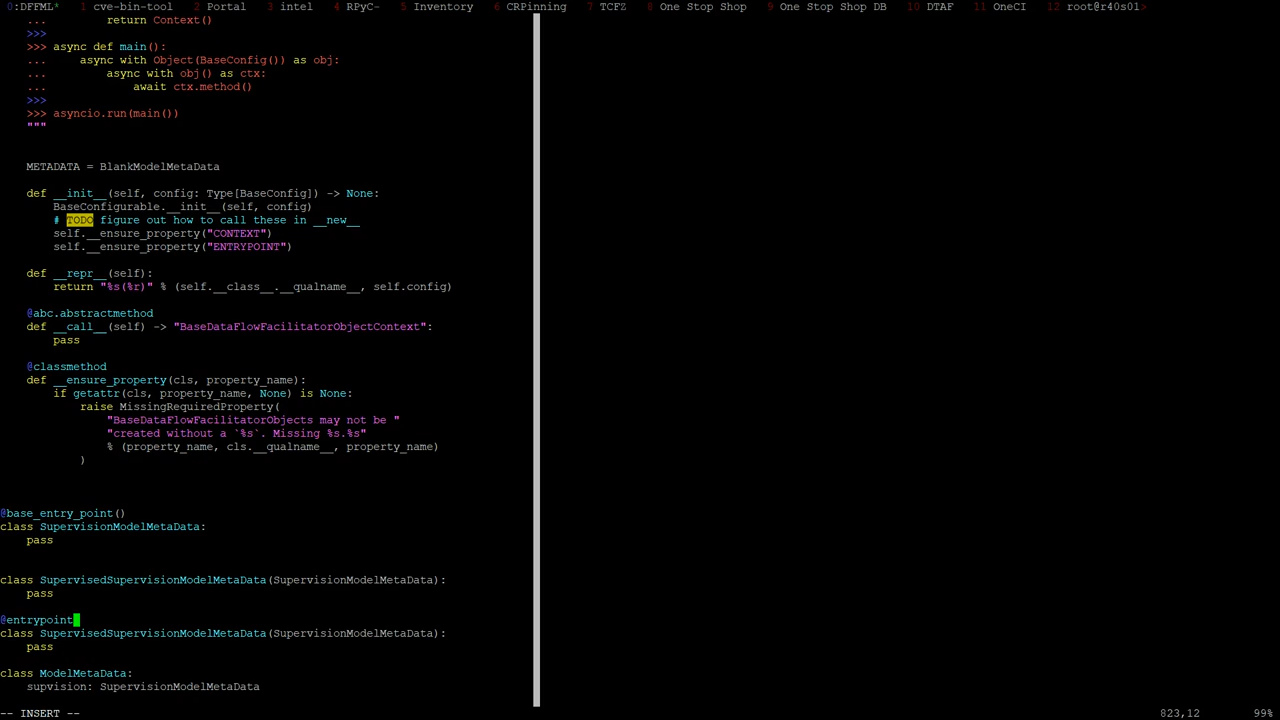 0:DFFML* 1 cve-bin-tool 2 Portal 3 intel 4 RPyC- 5 Inventory 6 CRPinning 7 TCFZ 8 One Stop Shop 9 One Stop Shop DB 10 DTAF 11 OneCI 12 root@r40s01>
... return Context()
>>>
>>> async def main():
... async with Object(BaseConfig()) as obj:
... async with obj() as ctx:
... await ctx.method()
>>>
>>> asyncio.run(main())
"""
METADATA = BlankModelMetaData
def __init__(self, config: Type[BaseConfig]) -> None:
BaseConfigurable.__init__(self, config)
# TODO figure out how to call these in __new__
self.__ensure_property("CONTEXT")
self.__ensure_property("ENTRYPOINT")
def __repr__(self):
return "%s(%r)" % (self.__class__.__qualname__, self.config)
@abc.abstractmethod
def __call__(self) -> "BaseDataFlowFacilitatorObjectContext":
pass
@classmethod
def __ensure_property(cls, property_name):
if getattr(cls, property_name, None) is None:
raise MissingRequiredProperty(
"BaseDataFlowFacilitatorObjects may not be "
"created without a `%s`. Missing %s.%s"
% (property_name, cls.__qualname__, property_name)
)
@base_entry_point()
class SupervisionModelMetaData:
pass
class SupervisedSupervisionModelMetaData(SupervisionModelMetaData):
pass
@entrypoint
class SupervisedSupervisionModelMetaData(SupervisionModelMetaData):
pass
class ModelMetaData:
supvision: SupervisionModelMetaData
-- INSERT -- 823,12 99%